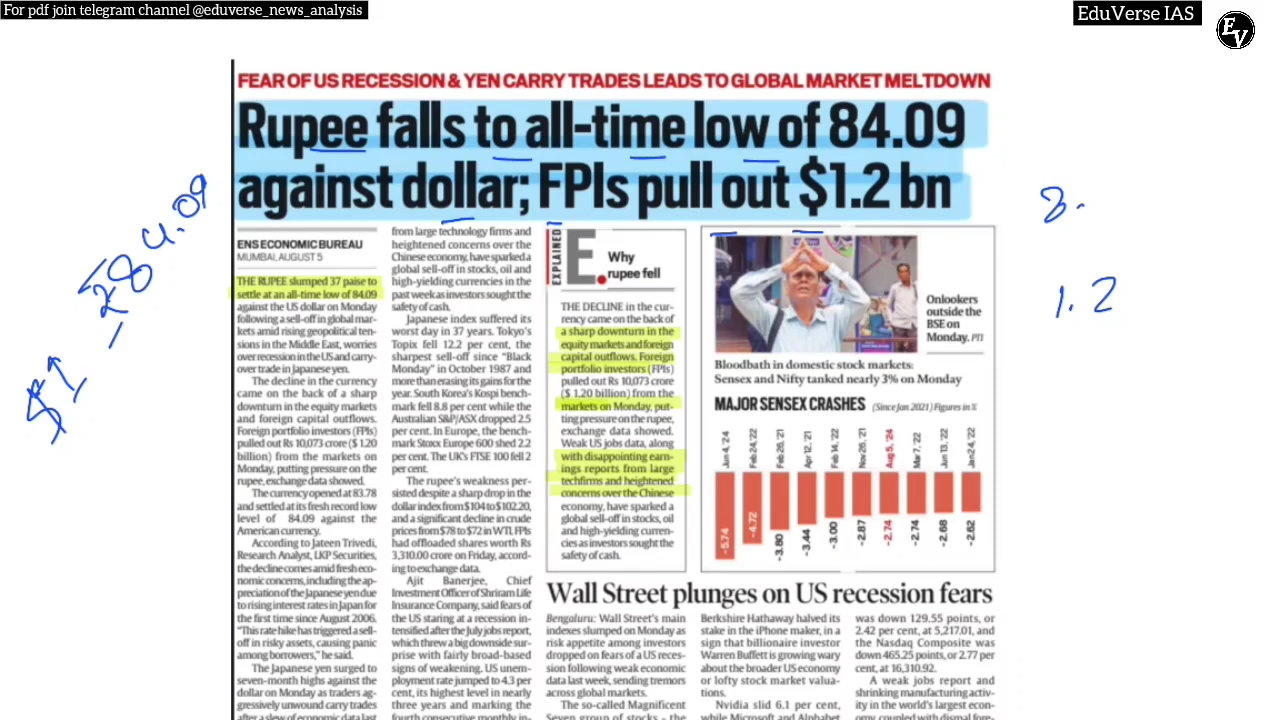 For pdf join telegram channel @eduverse_news_analysis
EduVerse IAS
EV
FEAR OF US RECESSION & YEN CARRY TRADES LEADS TO GLOBAL MARKET MELTDOWN
Rupee falls to all-time low of 84.09
against dollar; FPIs pull out $1.2 bn
$1 - 84.09
3.
1.2
ENS ECONOMIC BUREAU
MUMBAI, AUGUST 5
THE RUPEE slumped 37 paise to
settle at an all-time low of 84.09
against the US dollar on Monday
following a sell-off in global mar-
kets amid rising geopolitical ten-
sions in the Middle East, worries
over recession in the US and carry-
over trade in Japanese yen.
The decline in the currency
came on the back of a sharp
downturn in the equity markets
and foreign capital outflows.
Foreign portfolio investors (FPIs)
pulled out Rs 10,073 crore ($ 1.20
billion) from the markets on
Monday, putting pressure on the
rupee, exchange data showed.
The currency opened at 83.78
and settled at its fresh record low
level of 84.09 against the
American currency.
According to Jateen Trivedi,
Research Analyst, LKP Securities,
the decline comes amid fresh eco-
nomic concerns, including the ap-
preciation of the Japanese yen due
to rising interest rates in Japan for
the first time since August 2006.
"This rate hike has triggered a sell-
off in risky assets, causing panic
among borrowers," he said.
The Japanese yen surged to
seven-month highs against the
dollar on Monday as traders ag-
gressively unwound carry trades
after a slew of economic data last
from large technology firms and
heightened concerns over the
Chinese economy, have sparked a
global sell-off in stocks, oil and
high-yielding currencies in the
past week as investors sought the
safety of cash.
Japanese index suffered its
worst day in 37 years. Tokyo's
Topix fell 12.2 per cent, the
sharpest sell-off since "Black
Monday" in October 1987 and
more than erasing its gains for the
year. South Korea's Kospi bench-
mark fell 8.8 per cent while the
Australian S&P/ASX dropped 2.5
per cent. In Europe, the bench-
mark Stoxx Europe 600 shed 2.2
per cent. The UK's FTSE 100 fell 2
per cent.
The rupee's weakness per-
sisted despite a sharp drop in the
dollar index from $104 to $102.20,
and a significant decline in crude
prices from $78 to $72 in WTI. FPIs
had offloaded shares worth Rs
3,310.00 crore on Friday, accord-
ing to exchange data.
Ajit Banerjee, Chief
Investment Officer of Shriram Life
Insurance Company, said fears of
the US staring at a recession in-
tensified after the July jobs report,
which threw a big downside sur-
prise with fairly broad-based
signs of weakening. US unem-
ployment rate jumped to 4.3 per
cent, its highest level in nearly
three years and marking the
fourth consecutive monthly in-
EXPLAINED
E.
Why
rupee fell
THE DECLINE in the cur-
rency came on the back of
a sharp downturn in the
equity markets and foreign
capital outflows. Foreign
portfolio investors (FPIs)
pulled out Rs 10,073 crore
($ 1.20 billion) from the
markets on Monday, put-
ting pressure on the rupee,
exchange data showed.
Weak US jobs data, along
with disappointing earn-
ings reports from large
techfirms and heightened
concerns over the Chinese
economy, have sparked a
global sell-off in stocks, oil
and high-yielding curren-
cies as investors sought the
safety of cash.
Onlookers
outside the
BSE on
Monday. PTI
Bloodbath in domestic stock markets:
Sensex and Nifty tanked nearly 3% on Monday
MAJOR SENSEX CRASHES (Since Jan 2021) Figures in %
Jun 4, '24
Feb 24, '22
Feb 26, '21
Apr 12, '21
Feb 14, '22
Nov 26, '21
Aug 5, '24
Mar 7, '22
Jun 13, '22
Jan 24, '22
-5.74
-4.72
-3.80
-3.44
-3.00
-2.87
-2.74
-2.74
-2.68
-2.62
Wall Street plunges on US recession fears
Bengaluru: Wall Street's main
indexes slumped on Monday as
risk appetite among investors
dropped on fears of a US reces-
sion following weak economic
data last week, sending tremors
across global markets.
The so-called Magnificent
Seven group of stocks - the
Berkshire Hathaway halved its
stake in the iPhone maker, in a
sign that billionaire investor
Warren Buffett is growing wary
about the broader US economy
or lofty stock market valua-
tions.
Nvidia slid 6.1 per cent,
while Microsoft and Alphabet
was down 129.55 points, or
2.42 per cent, at 5,217.01, and
the Nasdaq Composite was
down 465.25 points, or 2.77 per
cent, at 16,310.92.
A weak jobs report and
shrinking manufacturing activ-
ity in the world's largest econ-
omy, coupled with dismal fore-